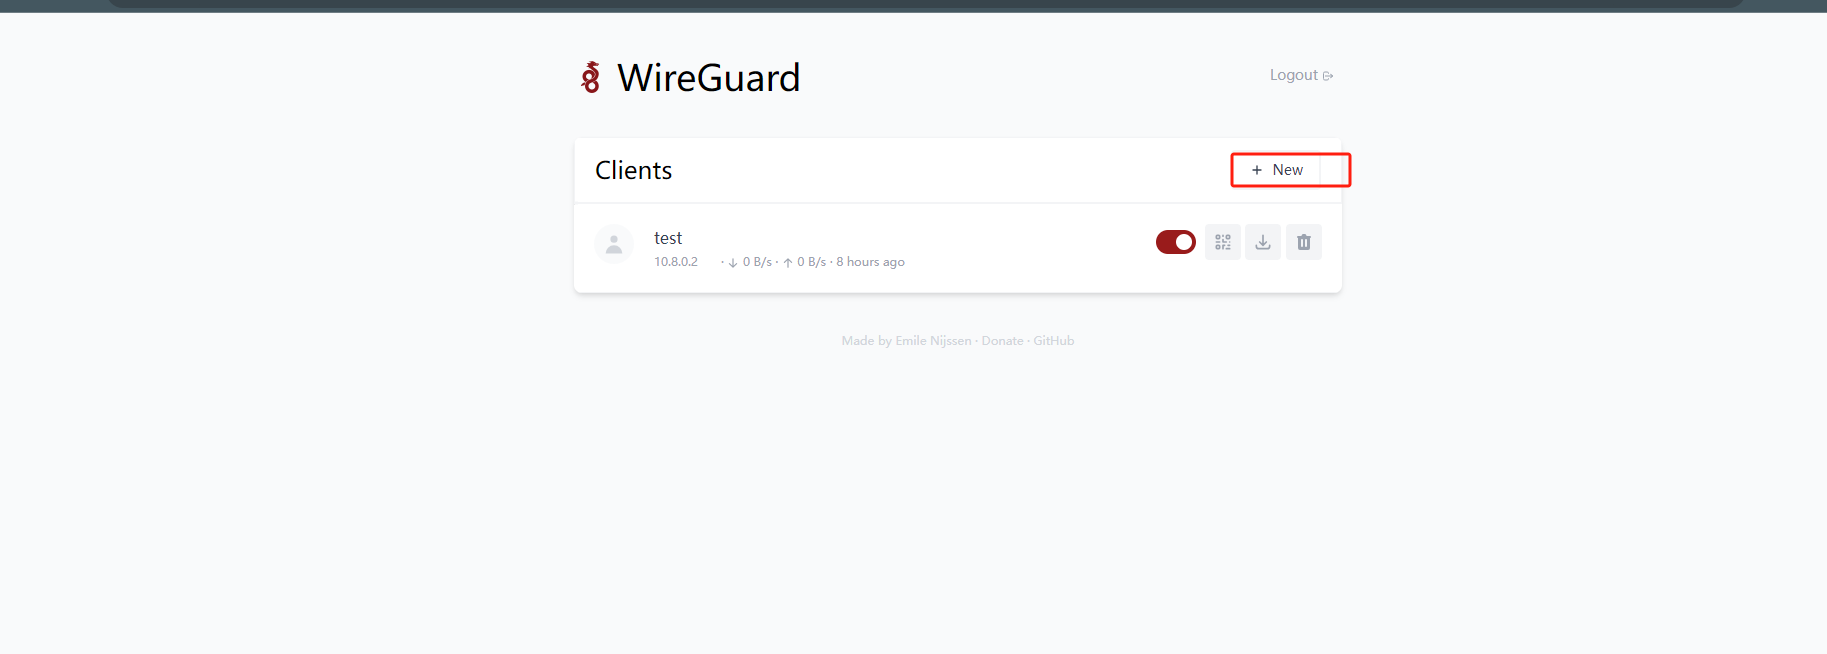 WireGuard
Logout
Clients
+ New
test
10.8.0.2 · ↓ 0 B/s · ↑ 0 B/s · 8 hours ago
Made by Emile Nijssen · Donate · GitHub